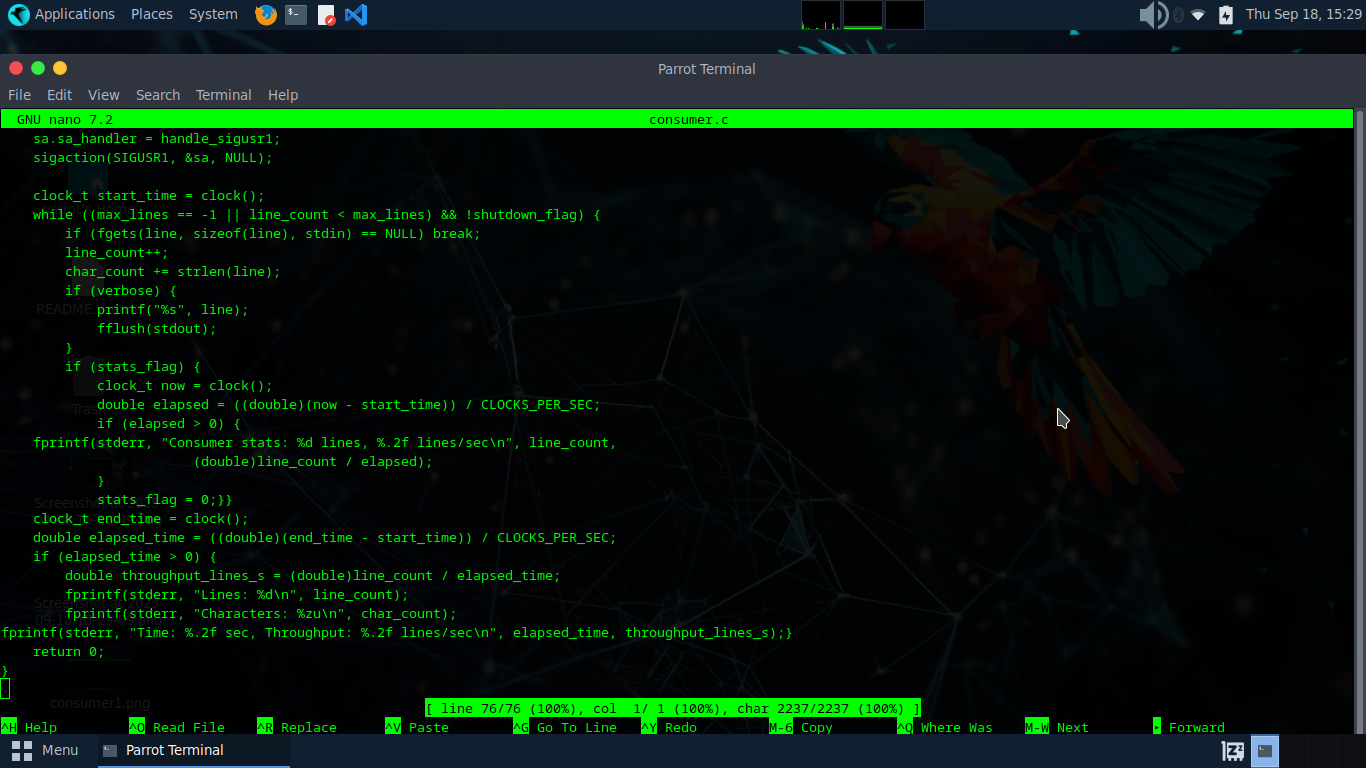 Applications Places System Thu Sep 18, 15:29
Parrot Terminal
File Edit View Search Terminal Help
GNU nano 7.2 consumer.c
    sa.sa_handler = handle_sigusr1;
    sigaction(SIGUSR1, &sa, NULL);
    clock_t start_time = clock();
    while ((max_lines == -1 || line_count < max_lines) && !shutdown_flag) {
        if (fgets(line, sizeof(line), stdin) == NULL) break;
        line_count++;
        char_count += strlen(line);
        if (verbose) {
            printf("%s", line);
            fflush(stdout);
        }
        if (stats_flag) {
            clock_t now = clock();
            double elapsed = ((double)(now - start_time)) / CLOCKS_PER_SEC;
            if (elapsed > 0) {
    fprintf(stderr, "Consumer stats: %d lines, %.2f lines/sec\n", line_count,
                        (double)line_count / elapsed);
            }
            stats_flag = 0;}}
    clock_t end_time = clock();
    double elapsed_time = ((double)(end_time - start_time)) / CLOCKS_PER_SEC;
    if (elapsed_time > 0) {
        double throughput_lines_s = (double)line_count / elapsed_time;
        fprintf(stderr, "Lines: %d\n", line_count);
        fprintf(stderr, "Characters: %zu\n", char_count);
fprintf(stderr, "Time: %.2f sec, Throughput: %.2f lines/sec\n", elapsed_time, throughput_lines_s);}
    return 0;
}
consumer1.png
[ line 76/76 (100%), col  1/ 1 (100%), char 2237/2237 (100%) ]
^H Help ^O Read File ^R Replace ^V Paste ^G Go To Line ^Y Redo M-6 Copy ^Q Where Was M-W Next ▸ Forward
Menu Parrot Terminal